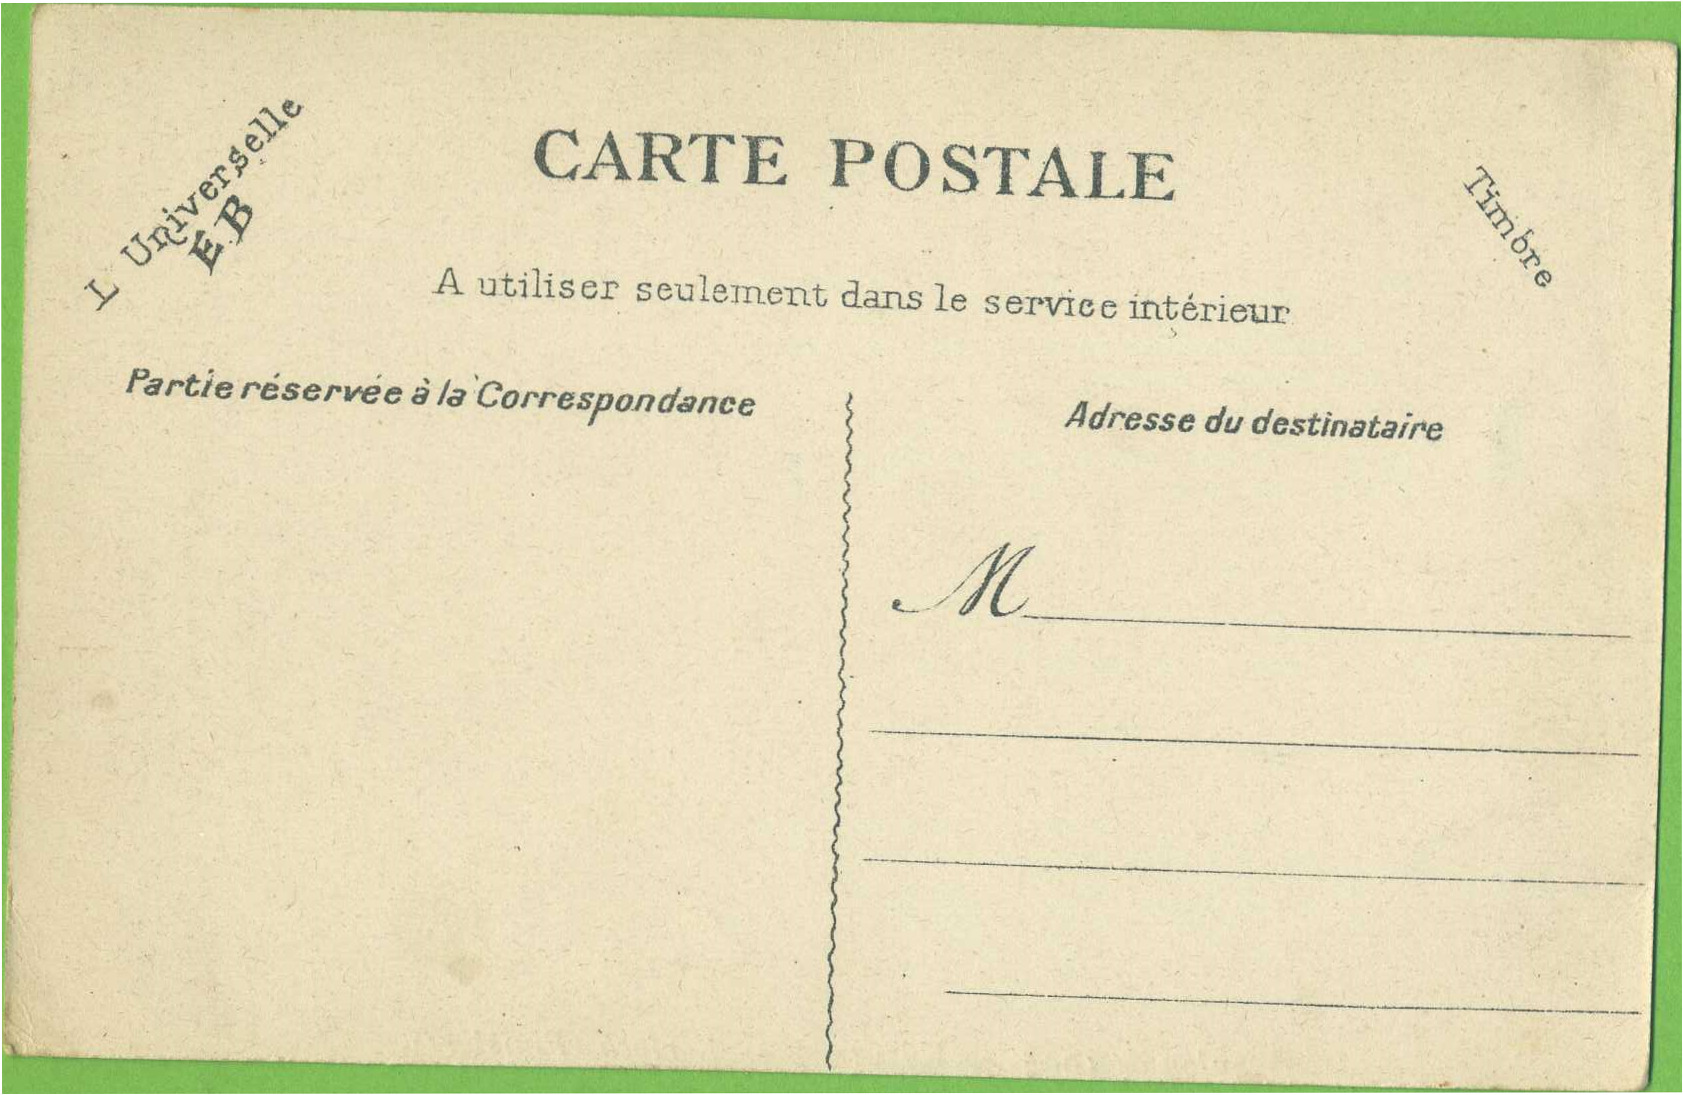 L Universelle
E.B
CARTE POSTALE
Timbre
A utiliser seulement dans le service intérieur
Partie réservée à la Correspondance
Adresse du destinataire
M